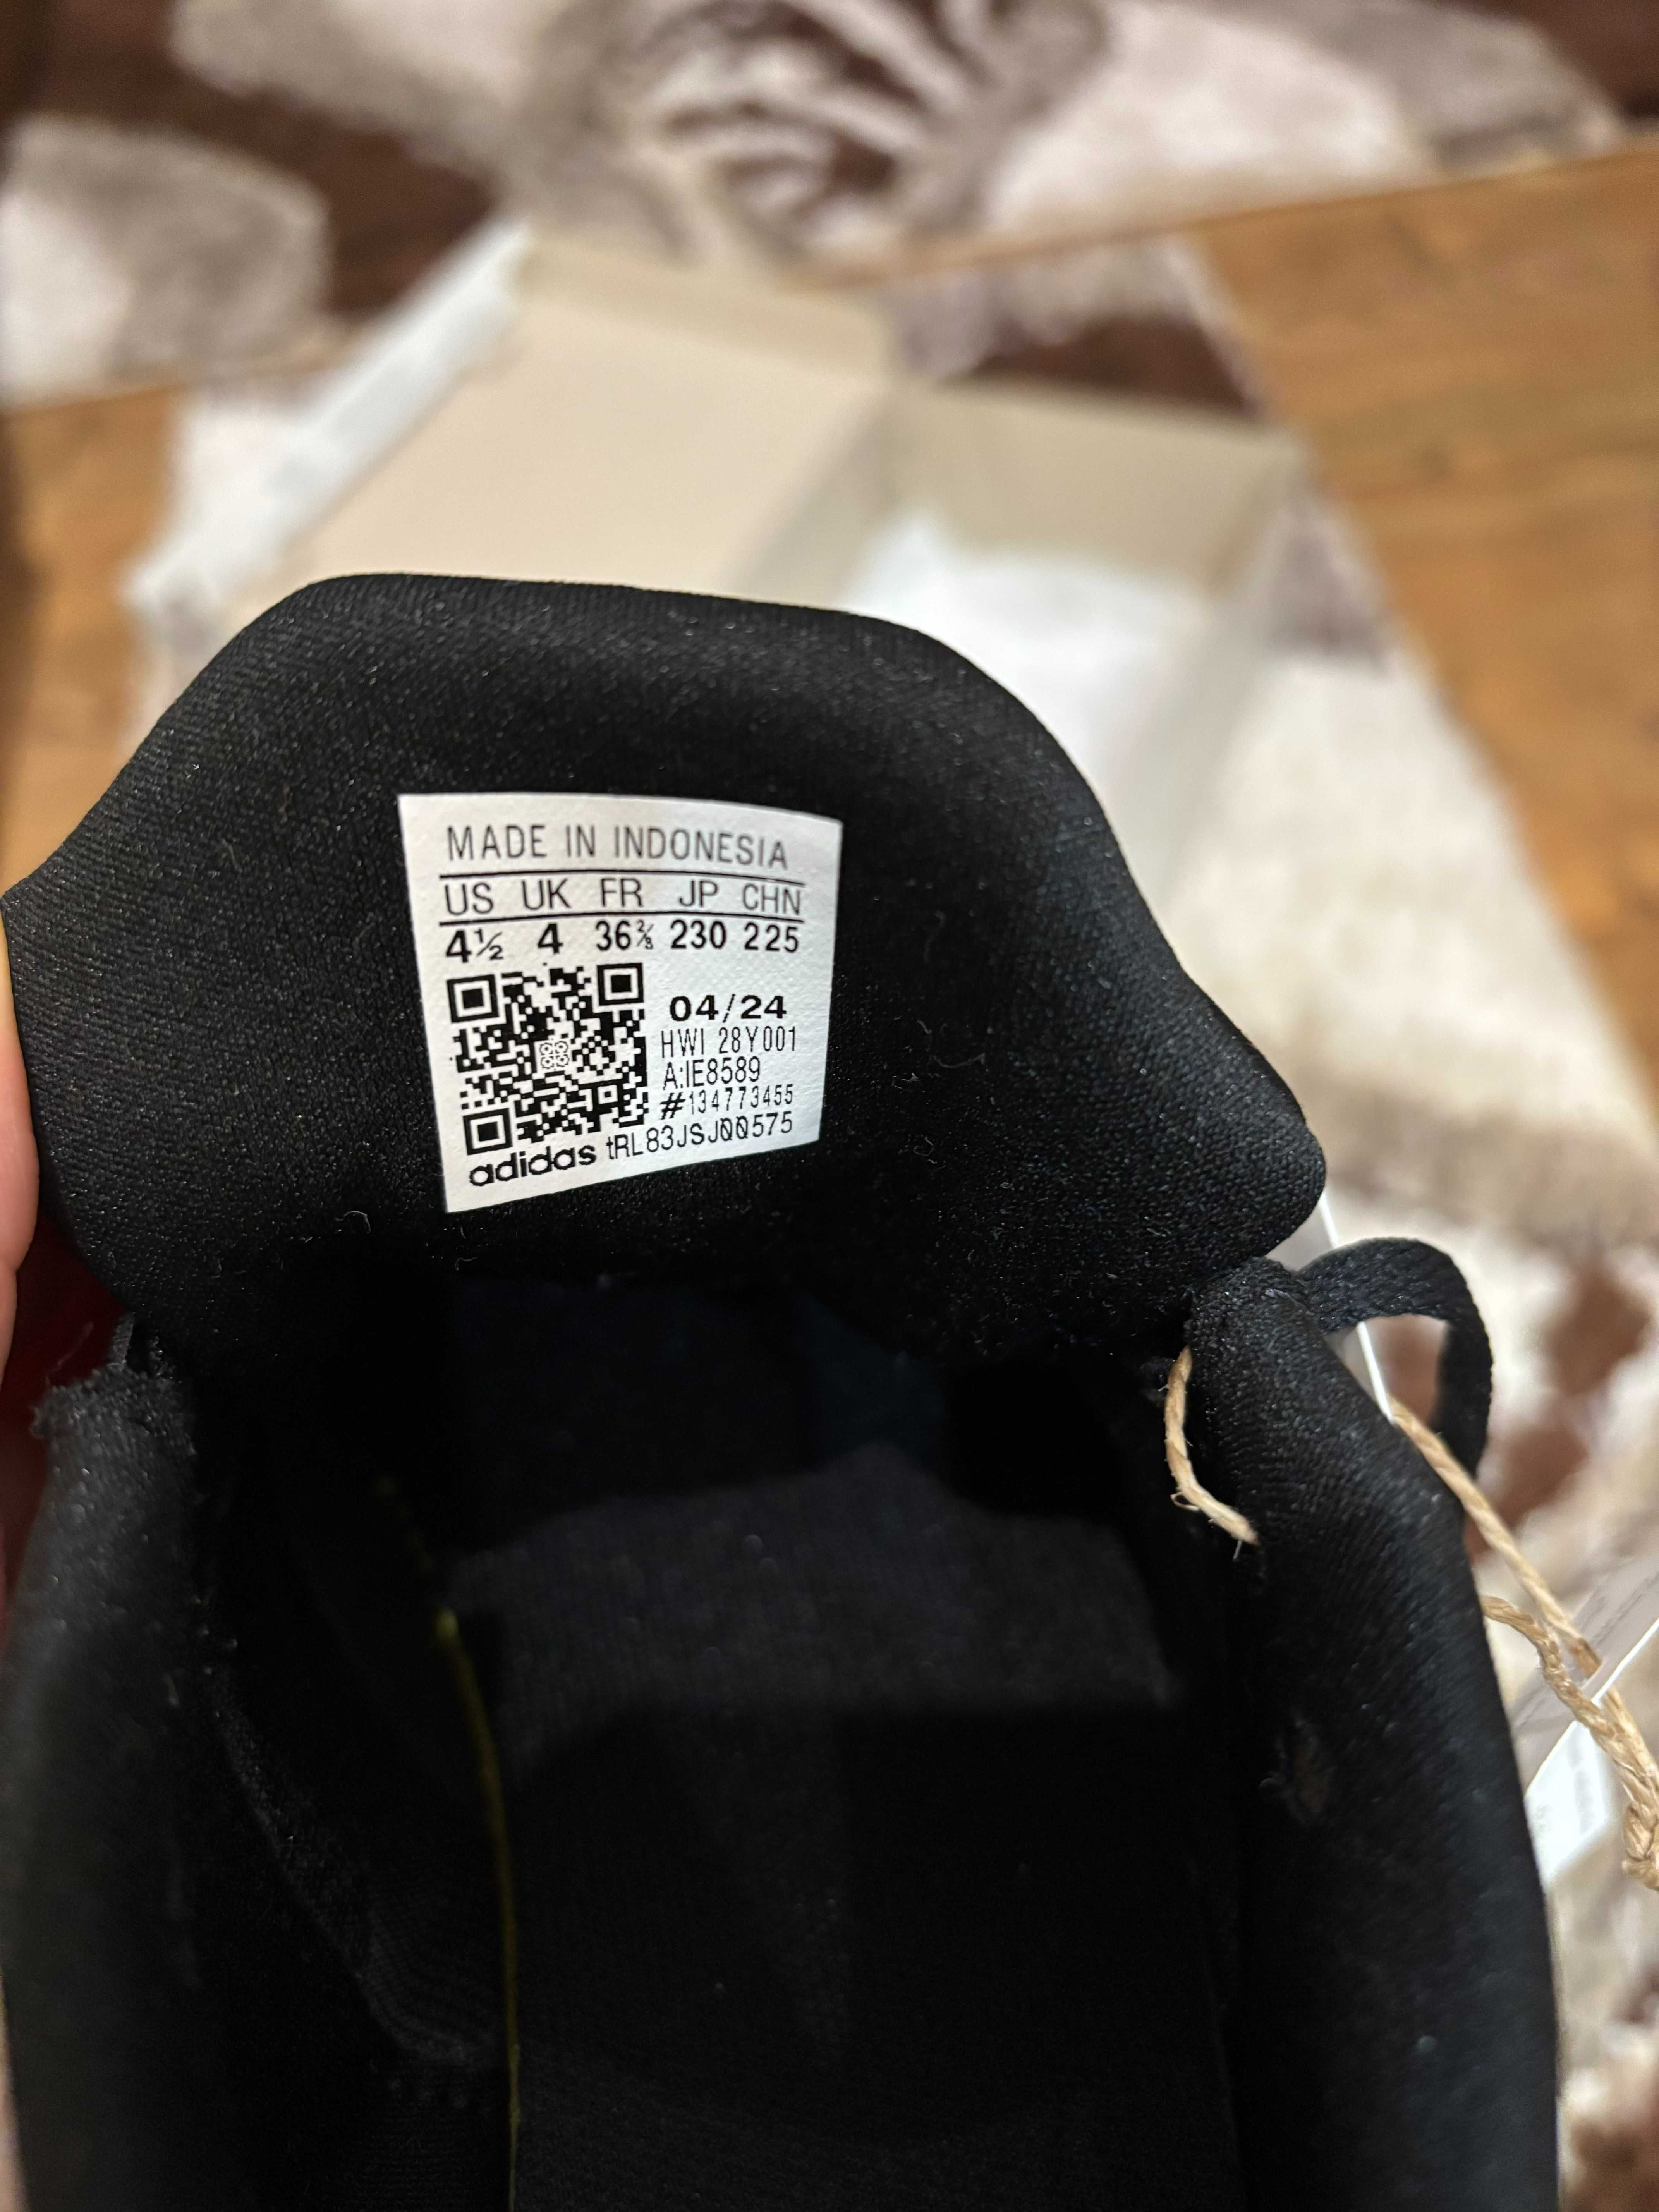 MADE IN INDONESIA
US UK FR JP CHN
4½ 4 36⅔ 230 225
04/24
HWI 28Y001
A:IE8589
#134773455
adidas tRL83JSJ00575